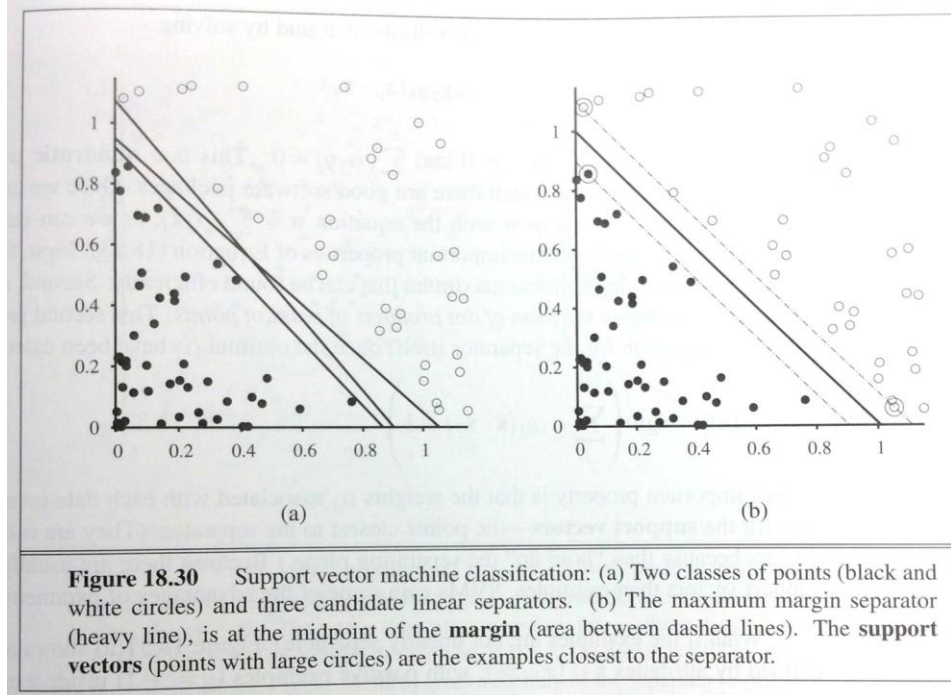 1
0.8
0.6
0.4
0.2
0
0 0.2 0.4 0.6 0.8 1
(a)
1
0.8
0.6
0.4
0.2
0
0 0.2 0.4 0.6 0.8 1
(b)
Figure 18.30 Support vector machine classification: (a) Two classes of points (black and
white circles) and three candidate linear separators. (b) The maximum margin separator
(heavy line), is at the midpoint of the margin (area between dashed lines). The support
vectors (points with large circles) are the examples closest to the separator.